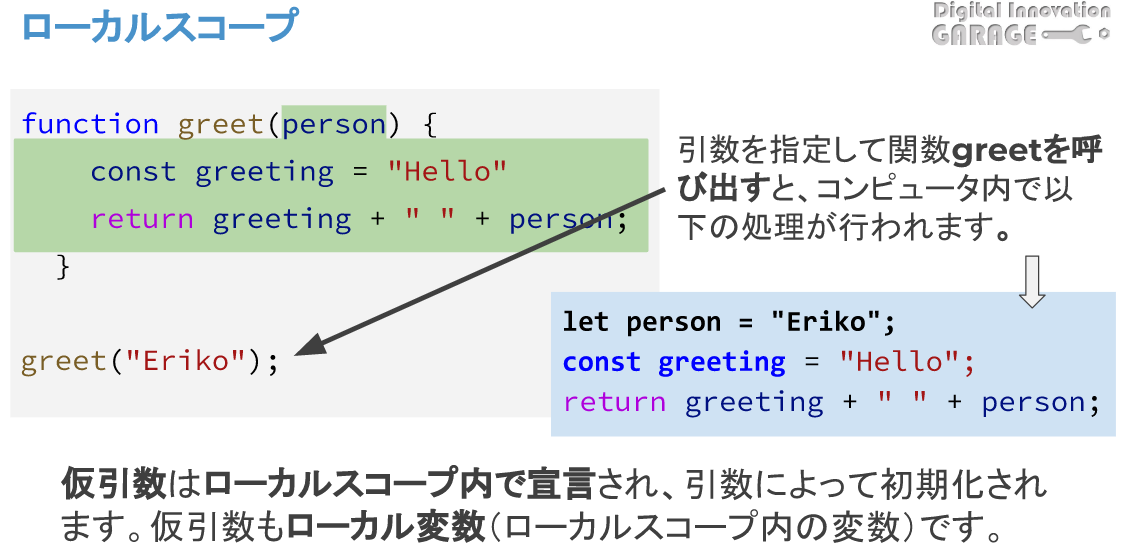 ローカルスコープ
Digital Innovation
GARAGE
function greet(person) {
const greeting = "Hello"
return greeting + " " + person;
}
greet("Eriko");
引数を指定して関数greetを呼
び出すと、コンピュータ内で以
下の処理が行われます。
let person = "Eriko";
const greeting = "Hello";
return greeting + " " + person;
仮引数はローカルスコープ内で宣言され、引数によって初期化され
ます。仮引数もローカル変数（ローカルスコープ内の変数）です。